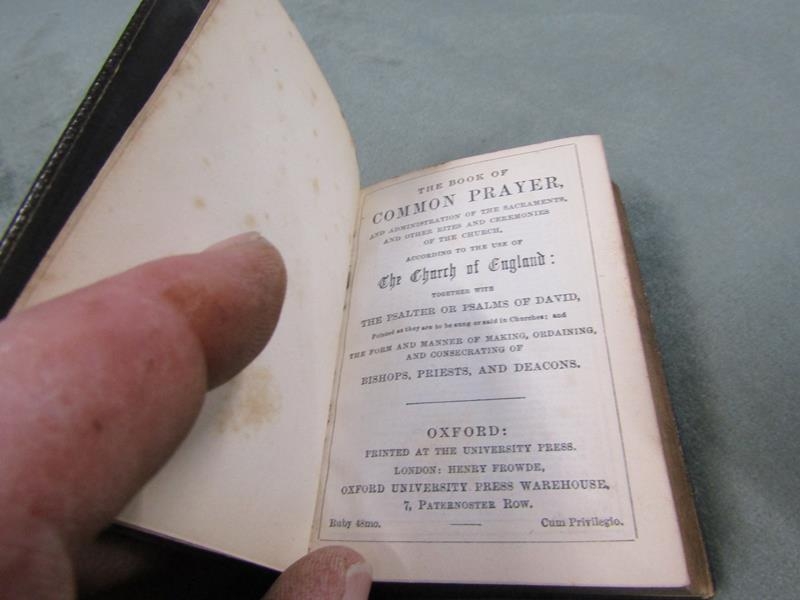 THE BOOK OF
COMMON PRAYER,
AND ADMINISTRATION OF THE SACRAMENTS,
AND OTHER RITES AND CEREMONIES
OF THE CHURCH,
ACCORDING TO THE USE OF
The Church of England:
TOGETHER WITH
THE PSALTER OR PSALMS OF DAVID,
Printed as they are to be sung or said in Churches; and
THE FORM AND MANNER OF MAKING, ORDAINING,
AND CONSECRATING OF
BISHOPS, PRIESTS, AND DEACONS.
OXFORD:
PRINTED AT THE UNIVERSITY PRESS.
LONDON: HENRY FROWDE,
OXFORD UNIVERSITY PRESS WAREHOUSE,
7, PATERNOSTER ROW.
Ruby 48mo. Cum Privilegio.